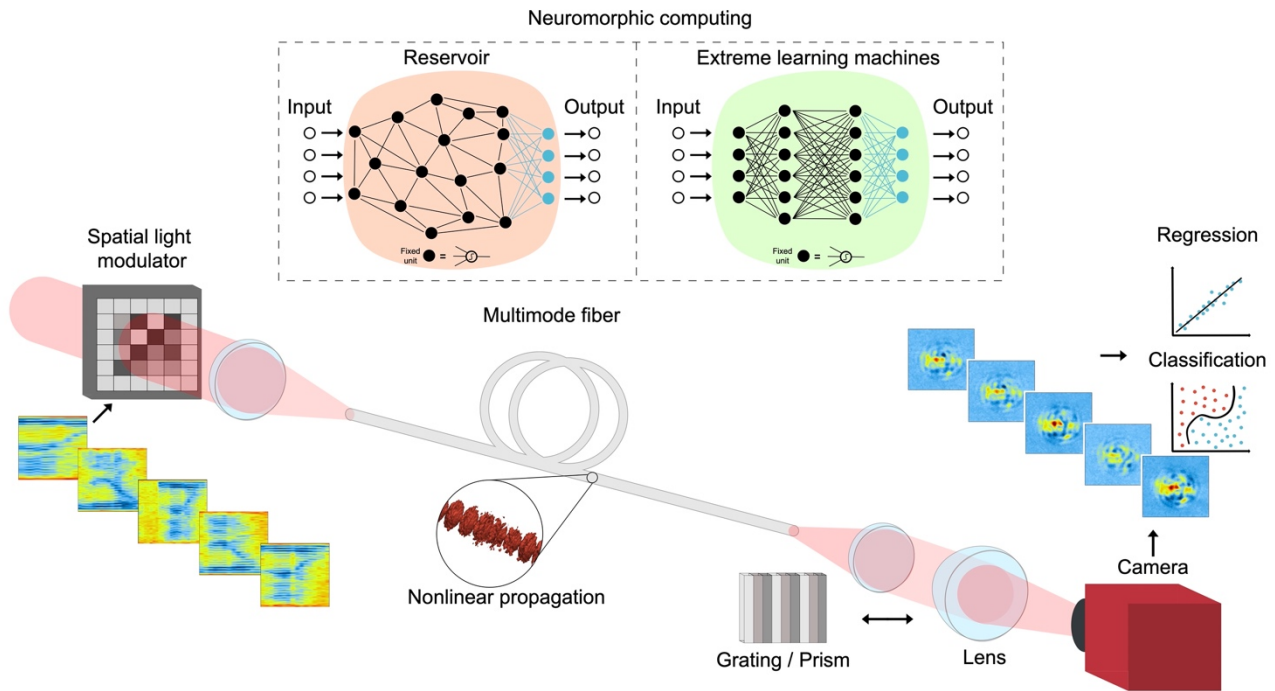 Neuromorphic computing
Reservoir
Extreme learning machines
Input
Output
Input
Output
Fixed
unit
=
Fixed
unit
=
Spatial light
modulator
Multimode fiber
Regression
Classification
Nonlinear propagation
Camera
Grating / Prism
Lens